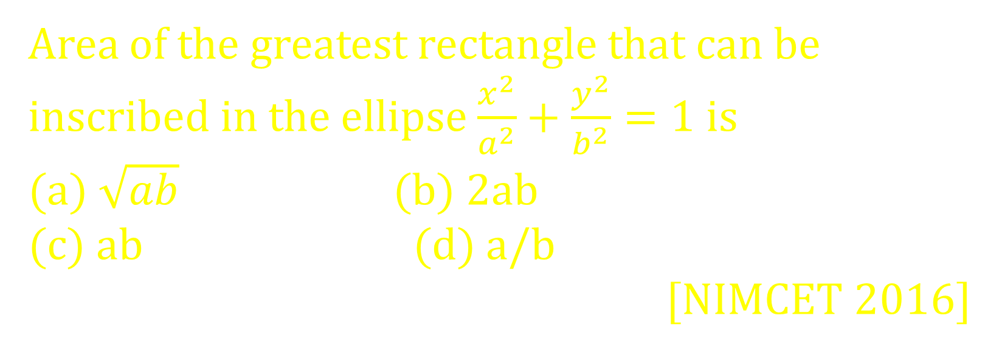 Area of the greatest rectangle that can be
inscribed in the ellipse x²/a² + y²/b² = 1 is
(a) √ab (b) 2ab
(c) ab (d) a/b
[NIMCET 2016]